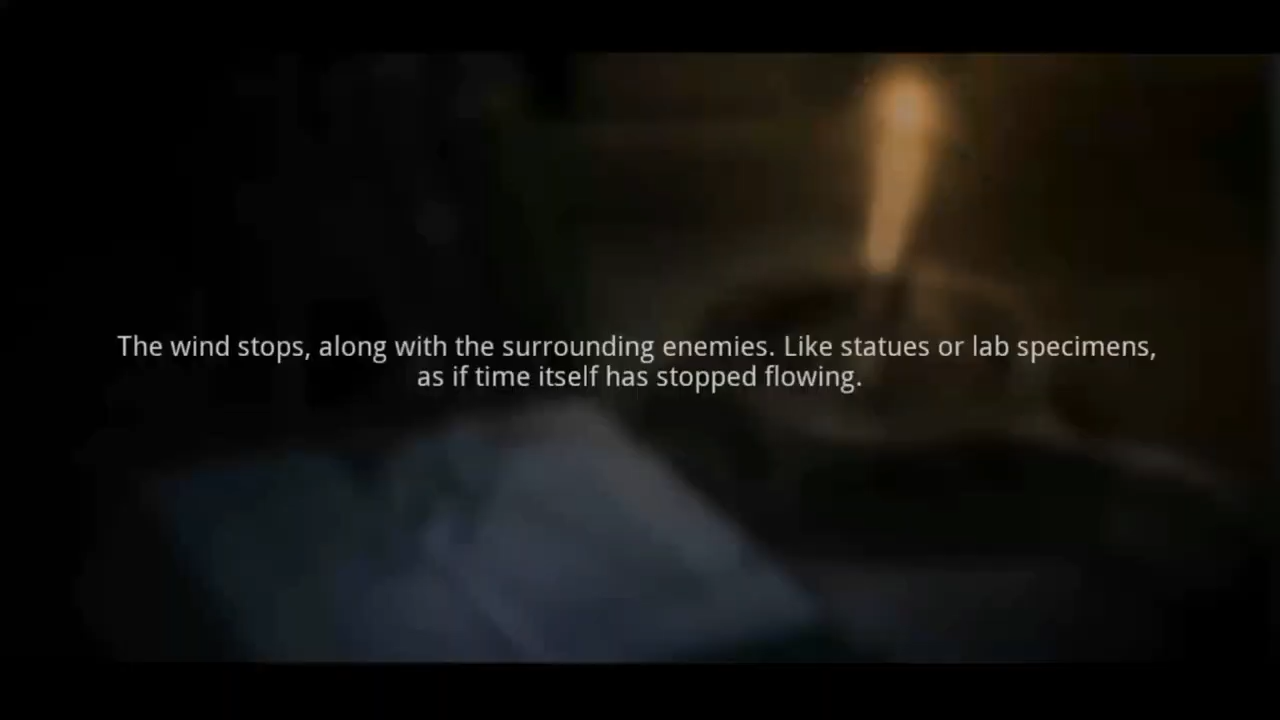 The wind stops, along with the surrounding enemies. Like statues or lab specimens,
as if time itself has stopped flowing.